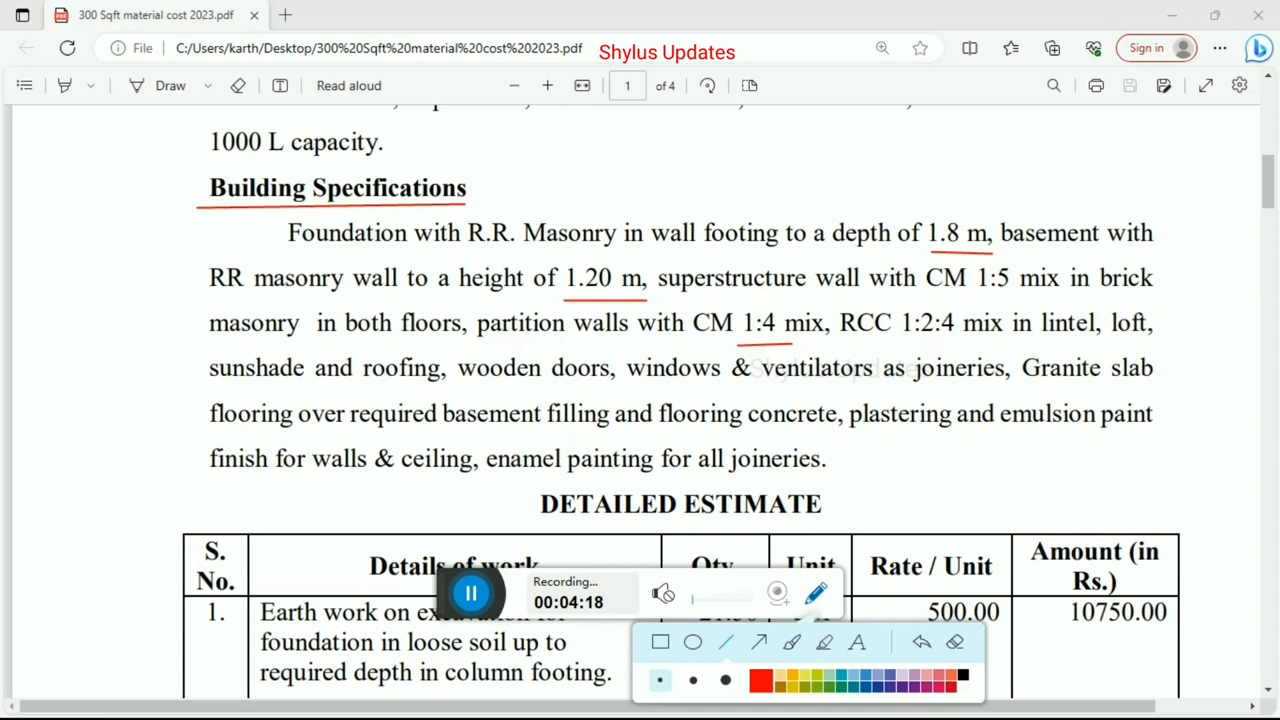 300 Sqft material cost 2023.pdf
File C:/Users/karth/Desktop/300%20Sqft%20material%20cost%202023.pdf
Shylus Updates
Sign in
Draw
Read aloud
1 of 4
1000 L capacity.
Building Specifications
Foundation with R.R. Masonry in wall footing to a depth of 1.8 m, basement with
RR masonry wall to a height of 1.20 m, superstructure wall with CM 1:5 mix in brick
masonry in both floors, partition walls with CM 1:4 mix, RCC 1:2:4 mix in lintel, loft,
sunshade and roofing, wooden doors, windows & ventilators as joineries, Granite slab
Shylus Updates
flooring over required basement filling and flooring concrete, plastering and emulsion paint
finish for walls & ceiling, enamel painting for all joineries.
DETAILED ESTIMATE
S. No.
Details of work
Qty
Unit
Rate / Unit
Amount (in Rs.)
Recording...
00:04:18
1. Earth work on 500.00 10750.00
foundation in loose soil up to
required depth in column footing.
A